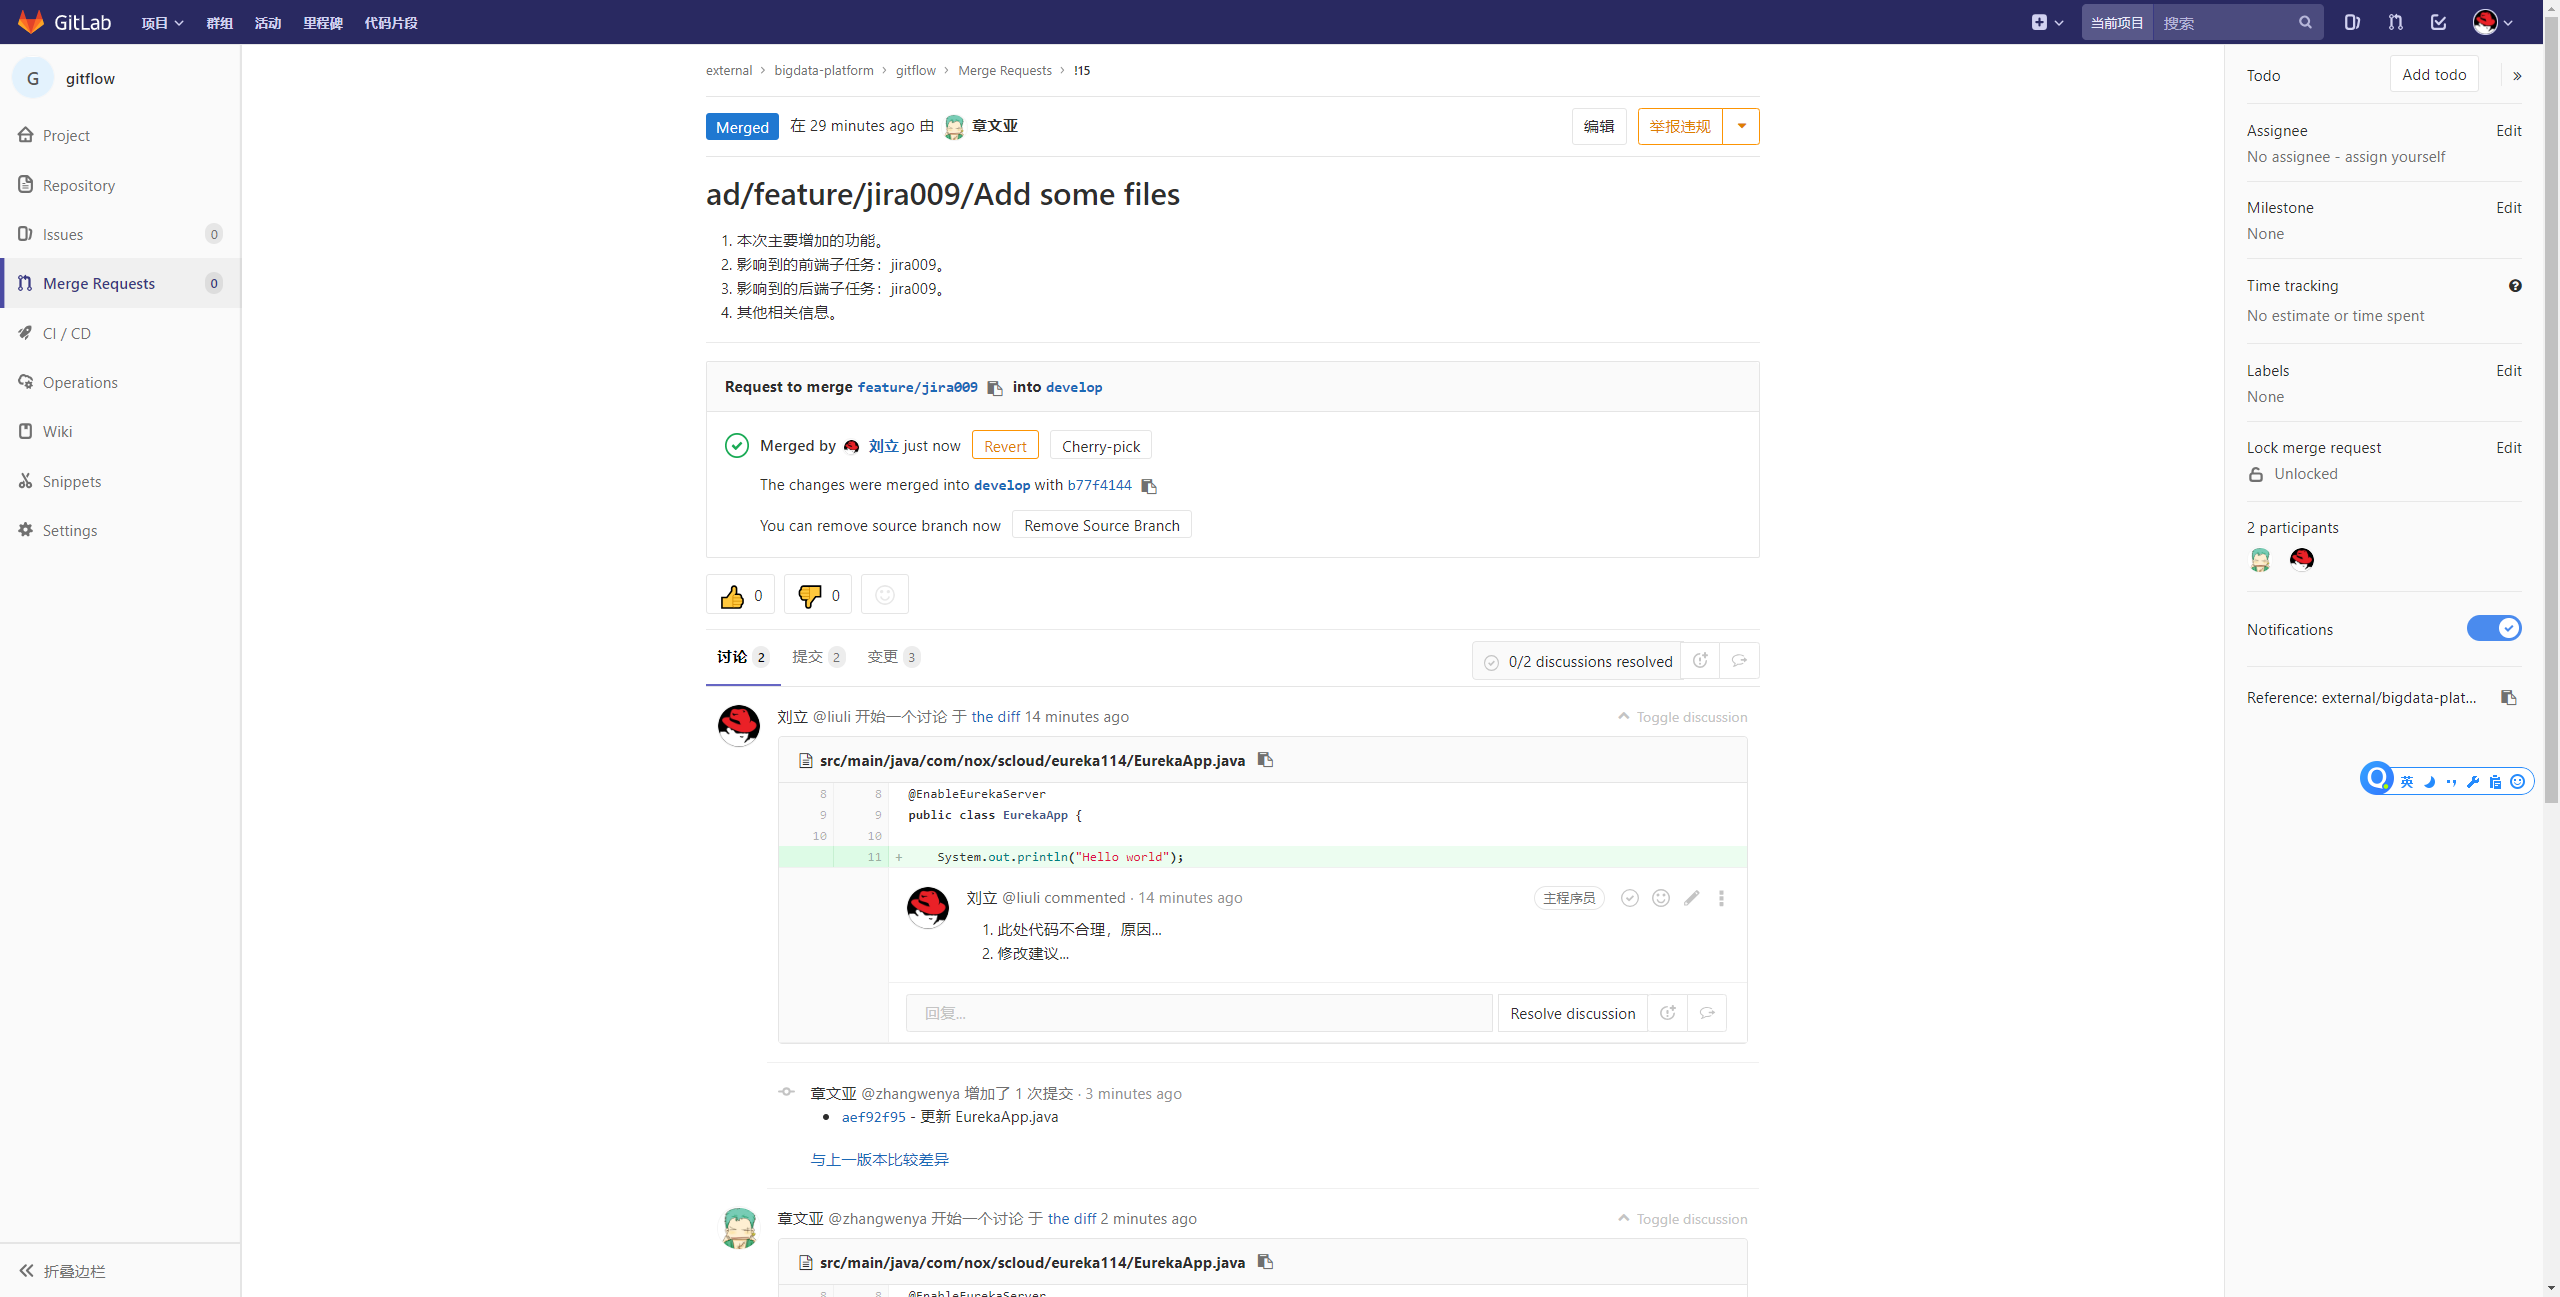 GitLab 项目 群组 活动 里程碑 代码片段 当前项目 搜索
G gitflow
Project
Repository
Issues 0
Merge Requests 0
CI / CD
Operations
Wiki
Snippets
Settings
折叠边栏
external › bigdata-platform › gitflow › Merge Requests › !15
Merged 在 29 minutes ago 由 章文亚 编辑 举报违规
ad/feature/jira009/Add some files
1. 本次主要增加的功能。
2. 影响到的前端子任务：jira009。
3. 影响到的后端子任务：jira009。
4. 其他相关信息。
Request to merge feature/jira009 into develop
Merged by 刘立 just now Revert Cherry-pick
The changes were merged into develop with b77f4144
You can remove source branch now Remove Source Branch
0 0
讨论 2 提交 2 变更 3 0/2 discussions resolved
刘立 @liuli 开始一个讨论 于 the diff 14 minutes ago Toggle discussion
src/main/java/com/nox/scloud/eureka114/EurekaApp.java
8 8 @EnableEurekaServer
9 9 public class EurekaApp {
10 10
11 + System.out.println("Hello world");
刘立 @liuli commented · 14 minutes ago 主程序员
1. 此处代码不合理，原因...
2. 修改建议...
回复... Resolve discussion
章文亚 @zhangwenya 增加了 1 次提交 · 3 minutes ago
• aef92f95 - 更新 EurekaApp.java
与上一版本比较差异
章文亚 @zhangwenya 开始一个讨论 于 the diff 2 minutes ago Toggle discussion
src/main/java/com/nox/scloud/eureka114/EurekaApp.java
8 8 @EnableEurekaServer
Todo Add todo »
Assignee Edit
No assignee - assign yourself
Milestone Edit
None
Time tracking
No estimate or time spent
Labels Edit
None
Lock merge request Edit
Unlocked
2 participants
Notifications
Reference: external/bigdata-plat...
英